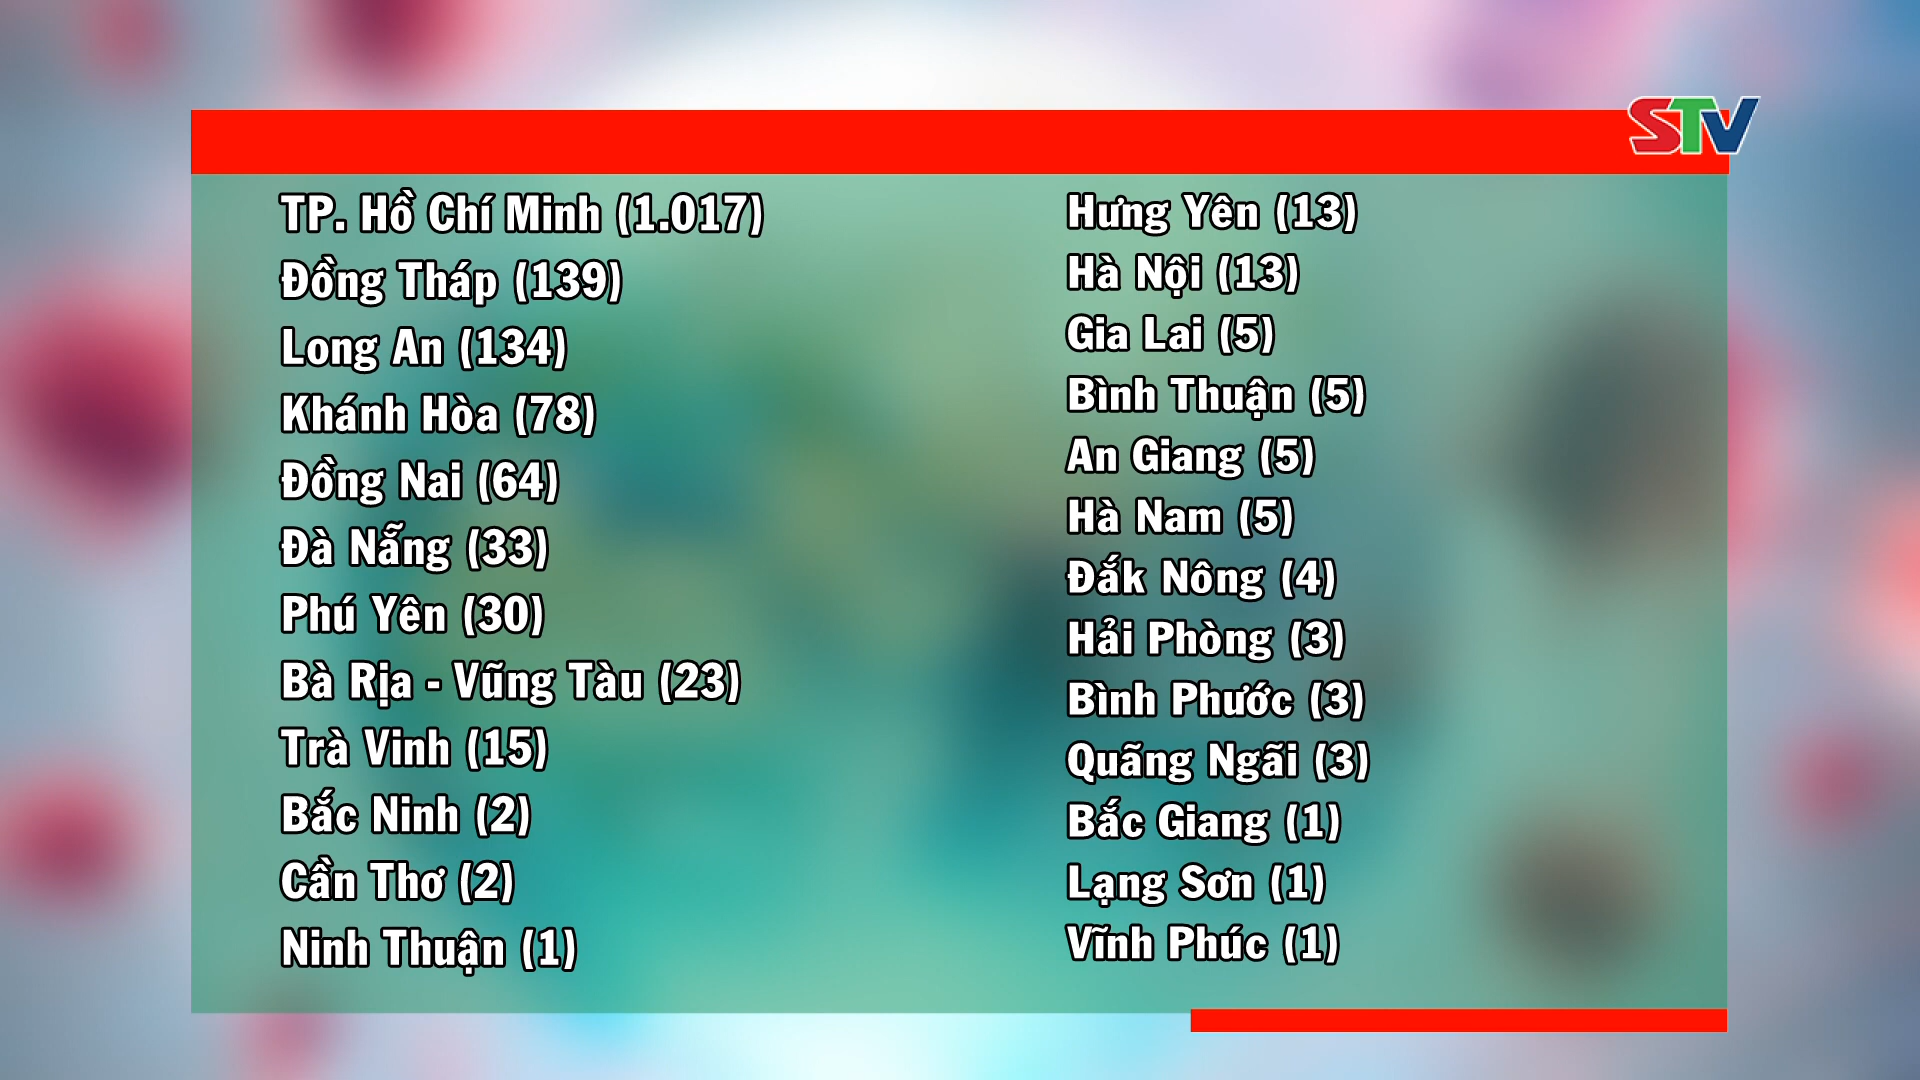 STV
TP. Hồ Chí Minh (1.017)
Đồng Tháp (139)
Long An (134)
Khánh Hòa (78)
Đồng Nai (64)
Đà Nẵng (33)
Phú Yên (30)
Bà Rịa - Vũng Tàu (23)
Trà Vinh (15)
Bắc Ninh (2)
Cần Thơ (2)
Ninh Thuận (1)
Hưng Yên (13)
Hà Nội (13)
Gia Lai (5)
Bình Thuận (5)
An Giang (5)
Hà Nam (5)
Đắk Nông (4)
Hải Phòng (3)
Bình Phước (3)
Quãng Ngãi (3)
Bắc Giang (1)
Lạng Sơn (1)
Vĩnh Phúc (1)